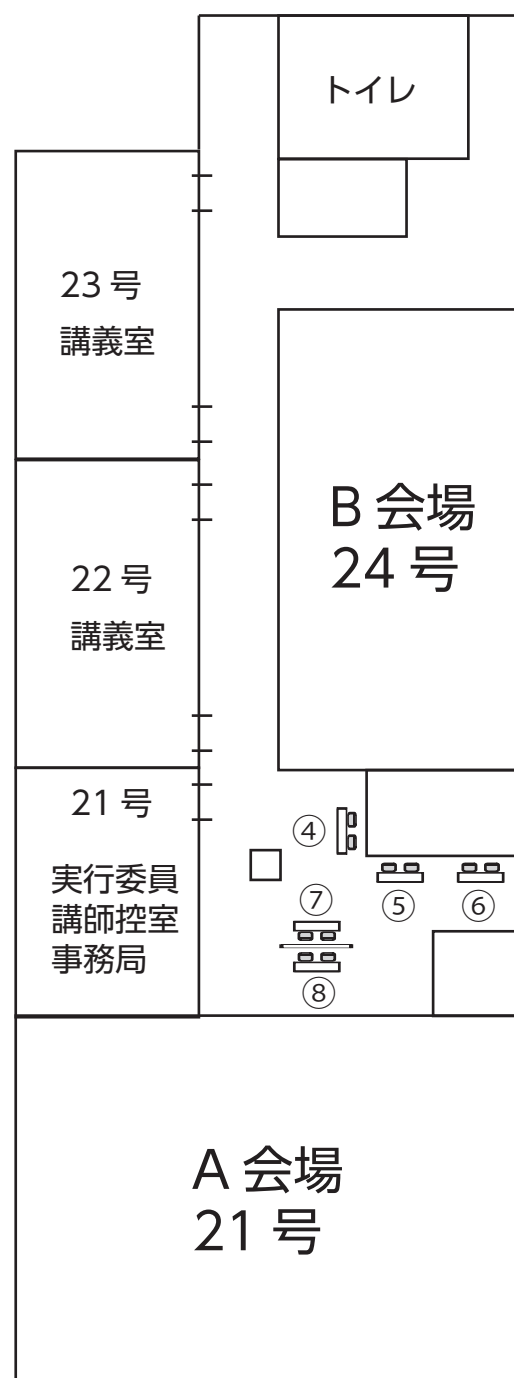 トイレ
23 号
講義室
B 会場
24 号
22 号
講義室
21 号
実行委員
講師控室
事務局
④
⑤
⑥
⑦
⑧
A 会場
21 号